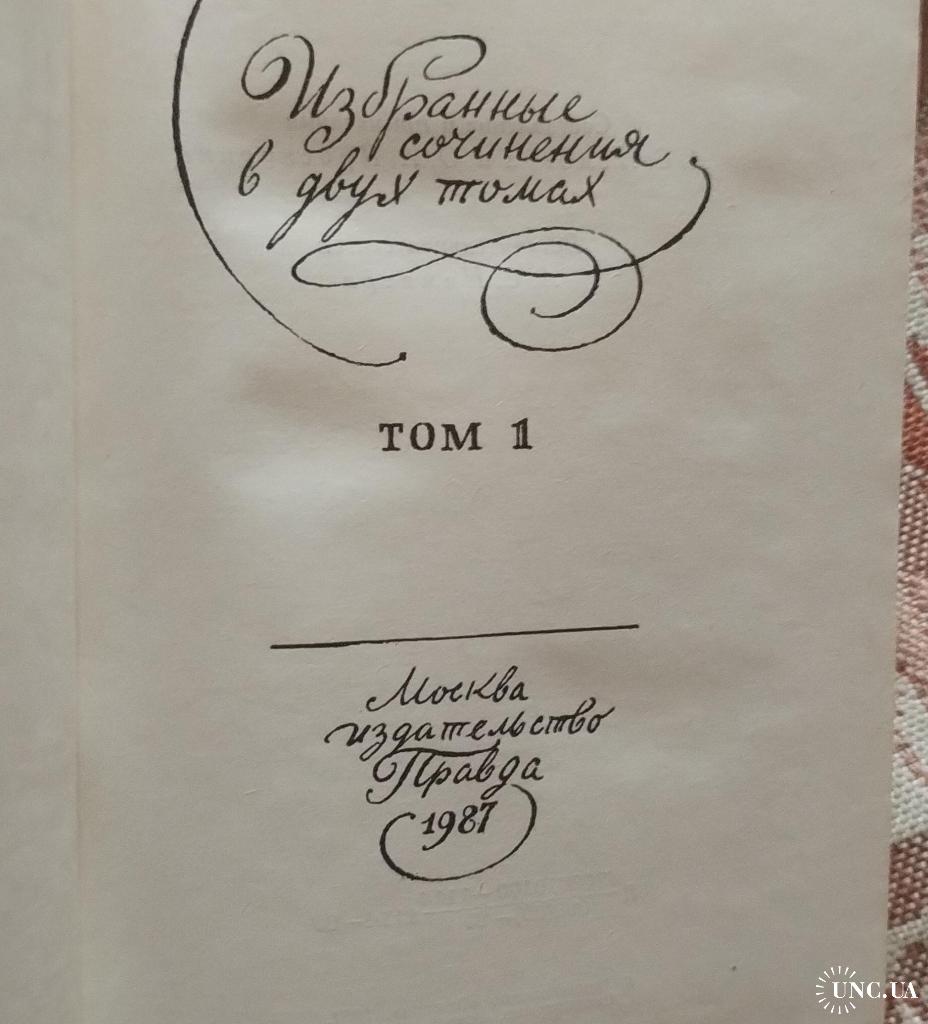 Избранные
сочинения
в двух томах
ТОМ 1
Москва
издательство
Правда
1987
UNC.UA